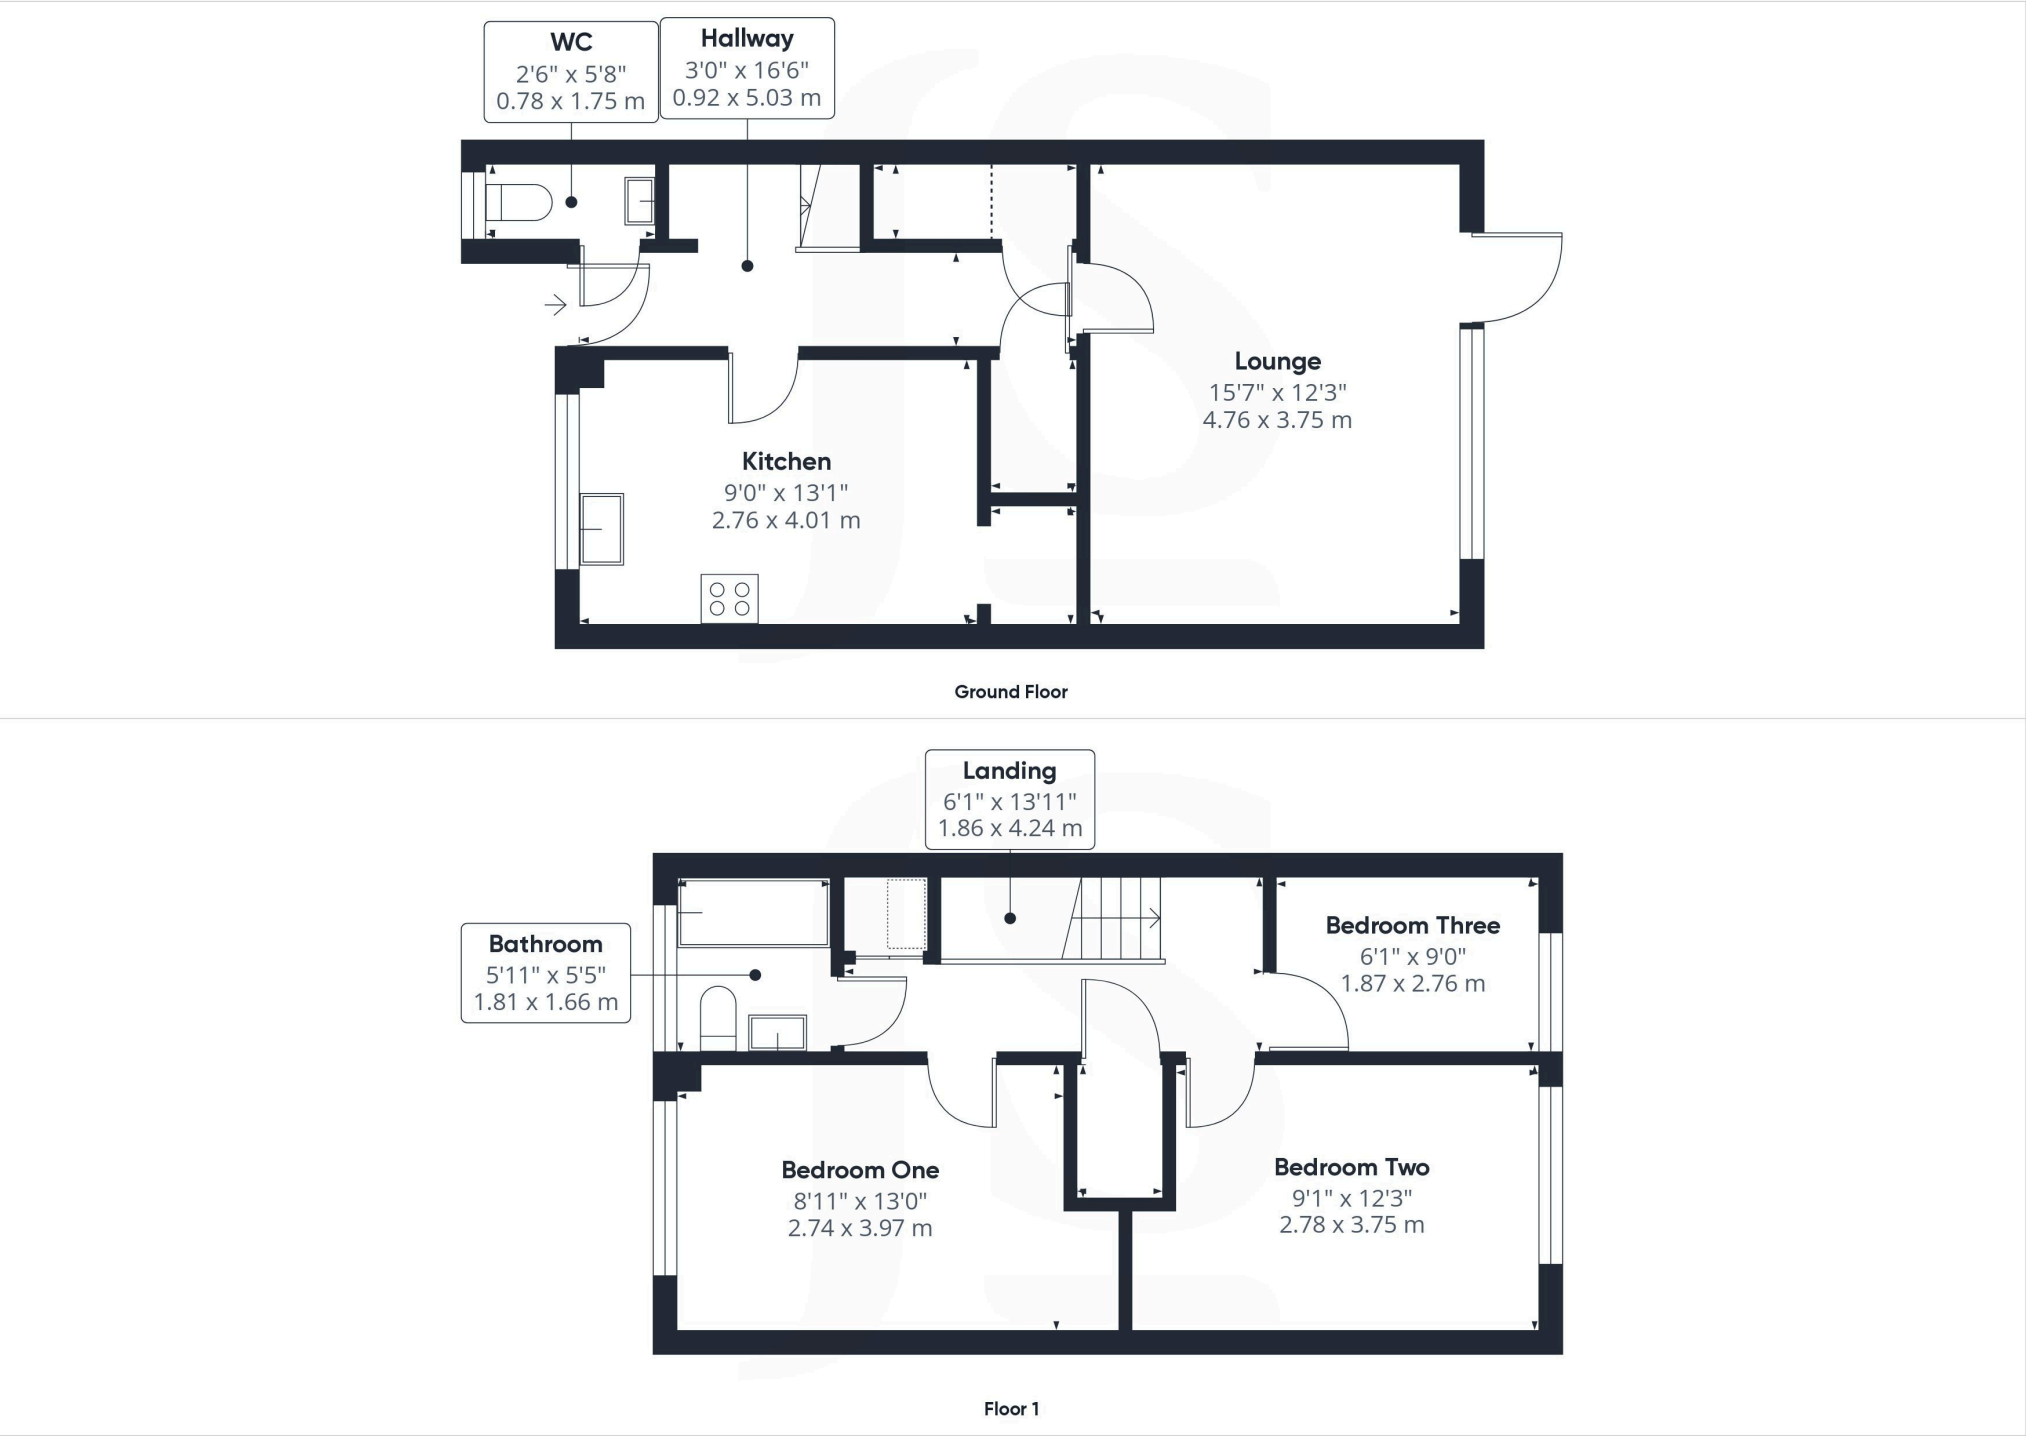 WC
2'6" x 5'8"
0.78 x 1.75 m
Hallway
3'0" x 16'6"
0.92 x 5.03 m
Lounge
15'7" x 12'3"
4.76 x 3.75 m
Kitchen
9'0" x 13'1"
2.76 x 4.01 m
Ground Floor
Landing
6'1" x 13'11"
1.86 x 4.24 m
Bathroom
5'11" x 5'5"
1.81 x 1.66 m
Bedroom Three
6'1" x 9'0"
1.87 x 2.76 m
Bedroom One
8'11" x 13'0"
2.74 x 3.97 m
Bedroom Two
9'1" x 12'3"
2.78 x 3.75 m
Floor 1